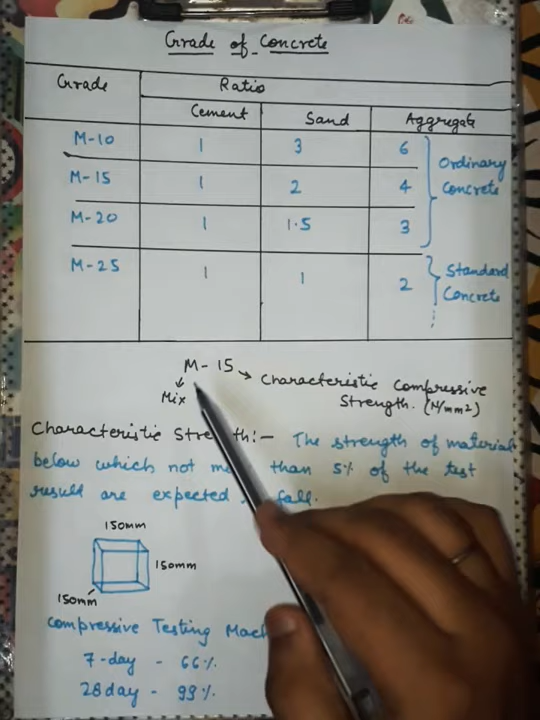 Grade of Concrete
Grade Ratio
Cement Sand Aggregate
M-10 1 3 6
M-15 1 2 4
M-20 1 1.5 3
Ordinary
Concrete
M-25 1 1 2
Standard
Concrete
M-15
Mix
Characteristic Compressive
Strength. (N/mm2)
Characteristic Strength:- The strength of material
below which not than 5% of the test
result are expected fall.
150mm
150mm
150mm
Compressive Testing
7-day - 66%
28day - 99%